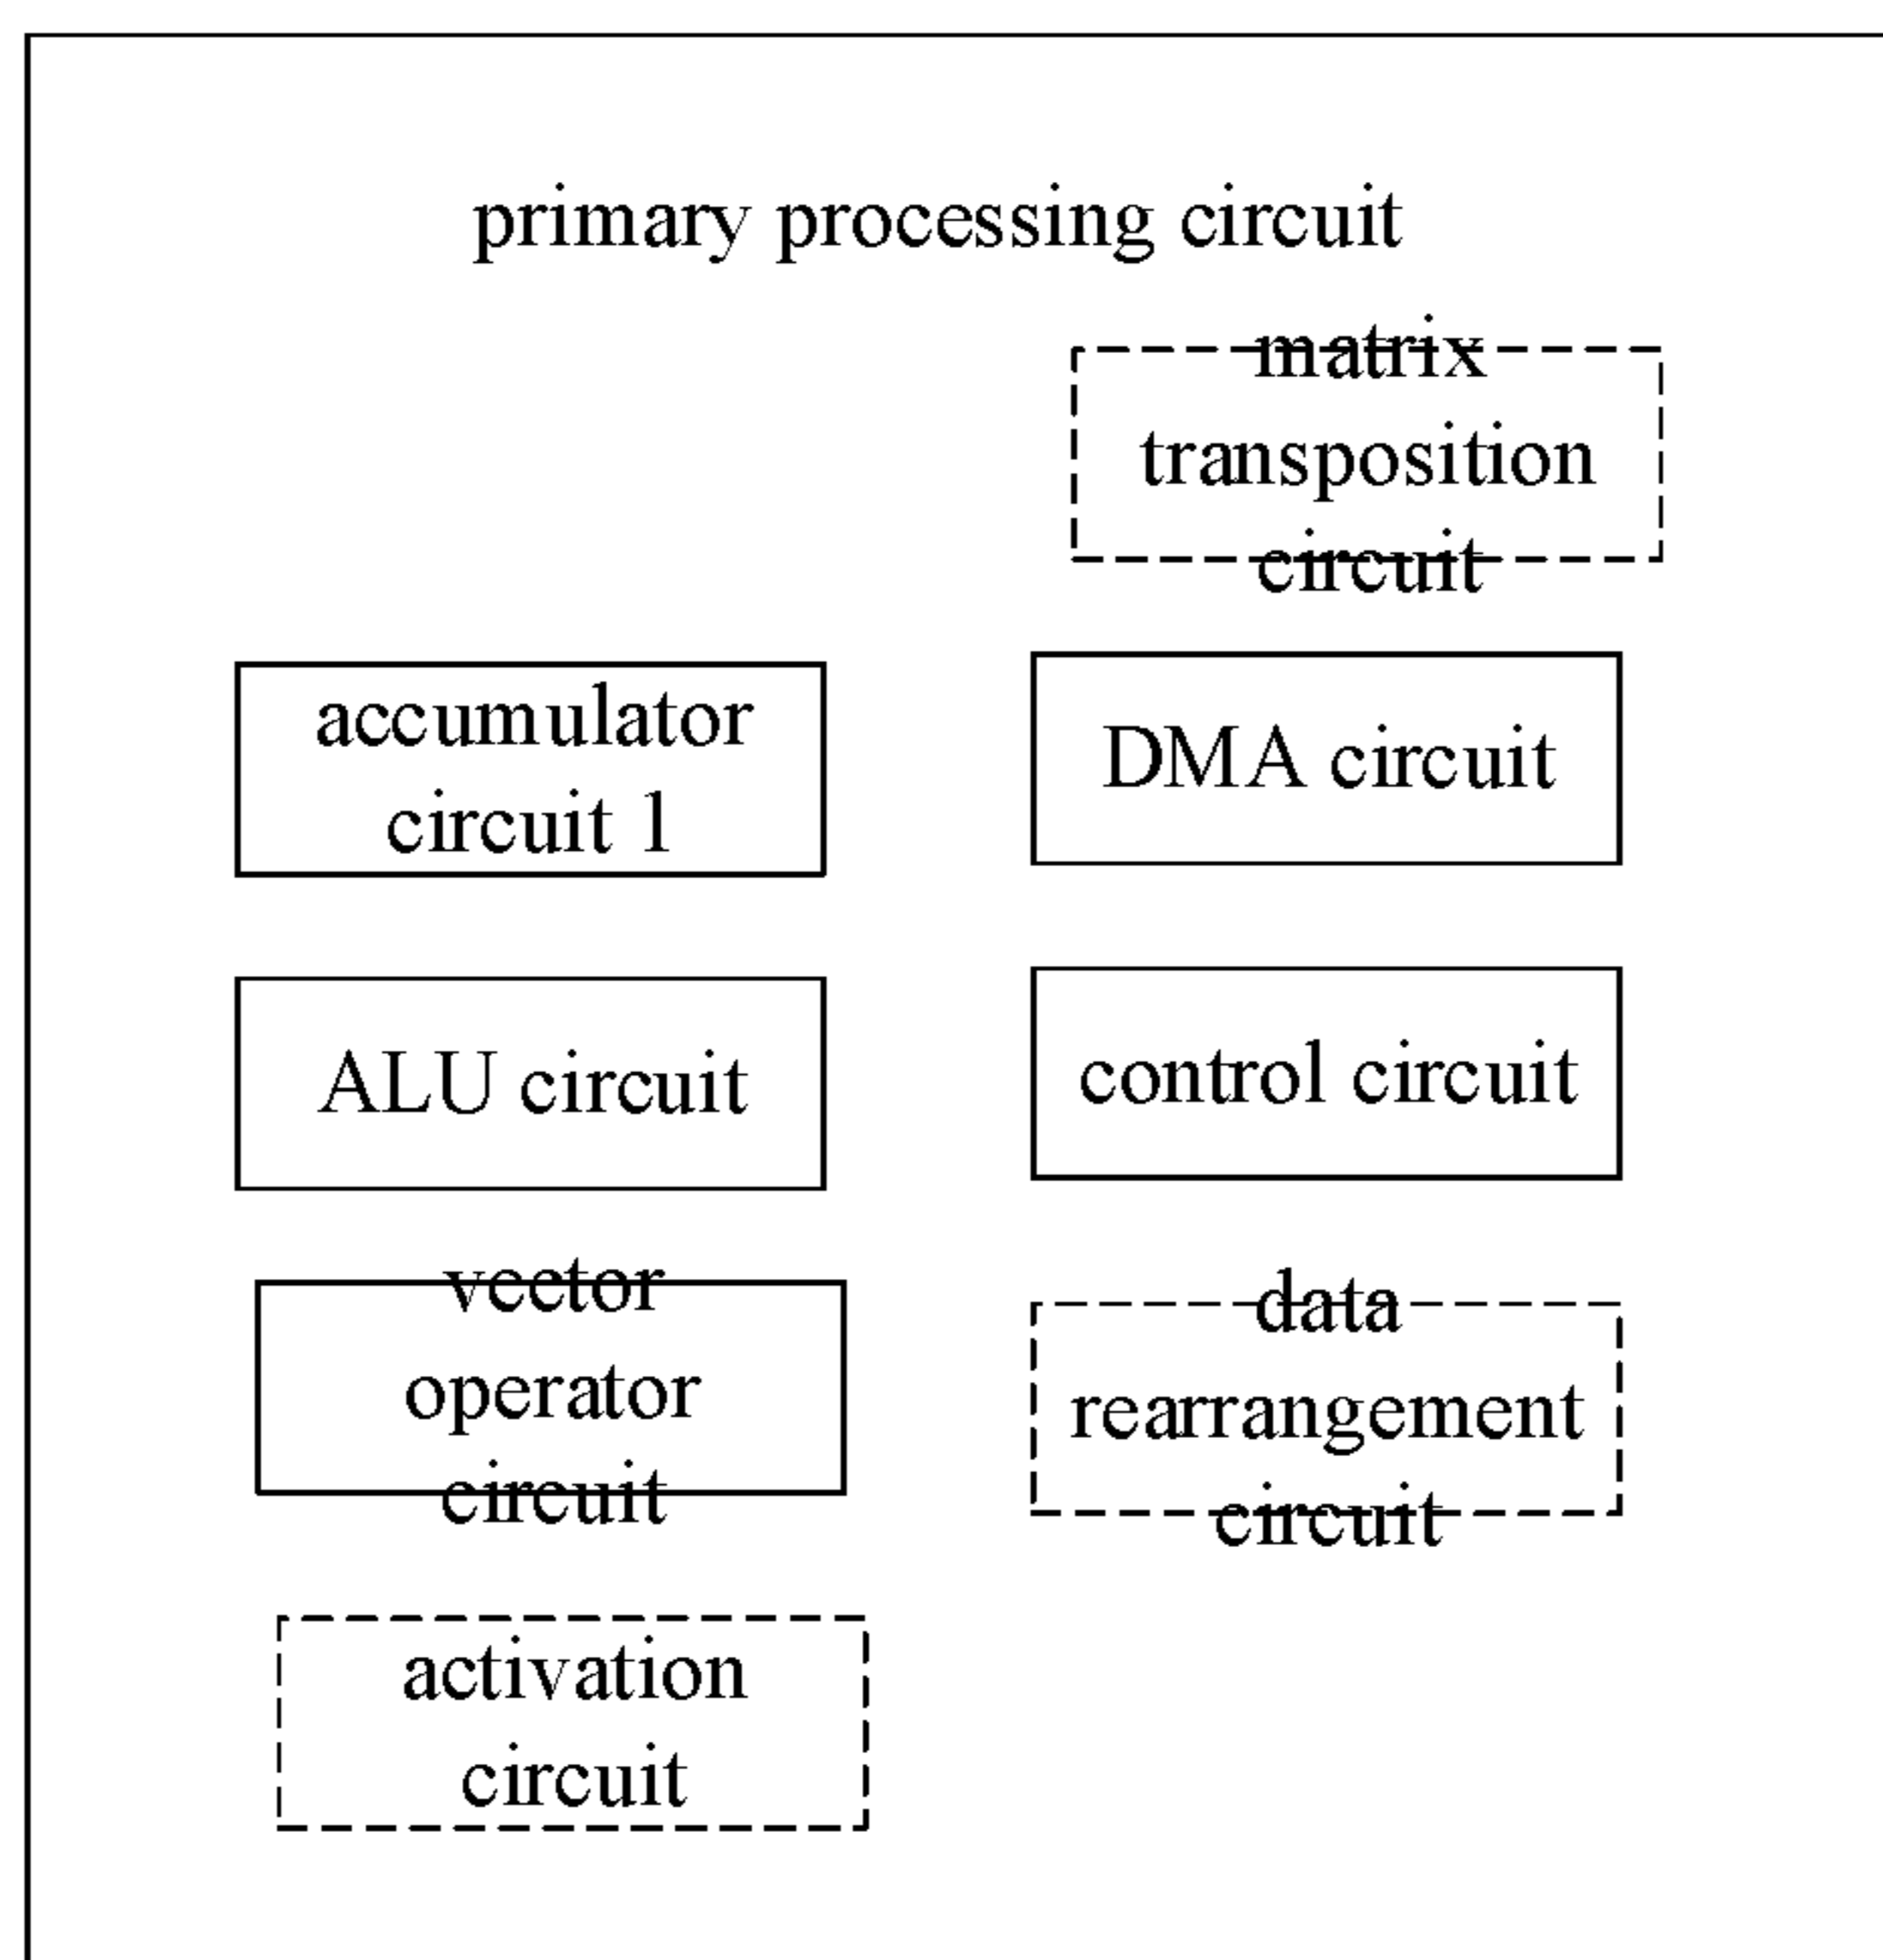 primary processing circuit
matrix
transposition
circuit
accumulator
circuit 1
DMA circuit
ALU circuit
control circuit
vector
operator
circuit
data
rearrangement
circuit
activation
circuit